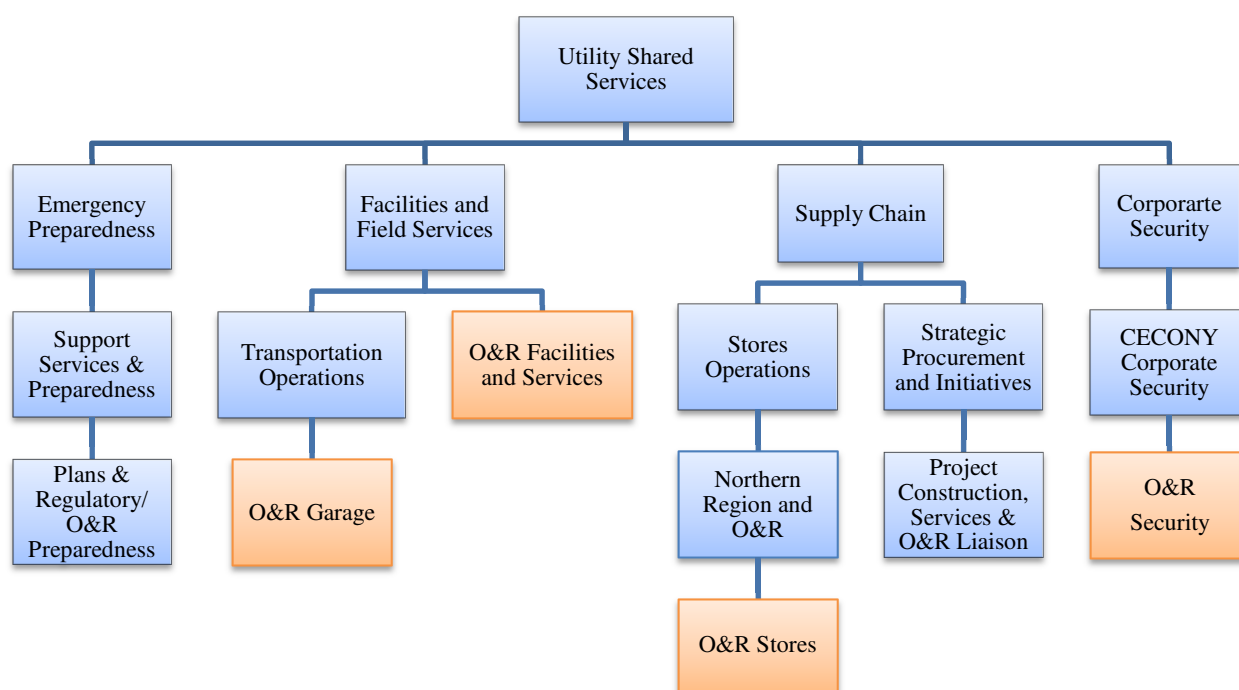 Utility Shared
Services
Emergency
Preparedness
Facilities and
Field Services
Supply Chain
Corporarte
Security
Support
Services &
Preparedness
Transportation
Operations
O&R Facilities
and Services
Stores
Operations
Strategic
Procurement
and Initiatives
CECONY
Corporate
Security
Plans &
Regulatory/
O&R
Preparedness
O&R Garage
Northern
Region and
O&R
Project
Construction,
Services &
O&R Liaison
O&R
Security
O&R Stores